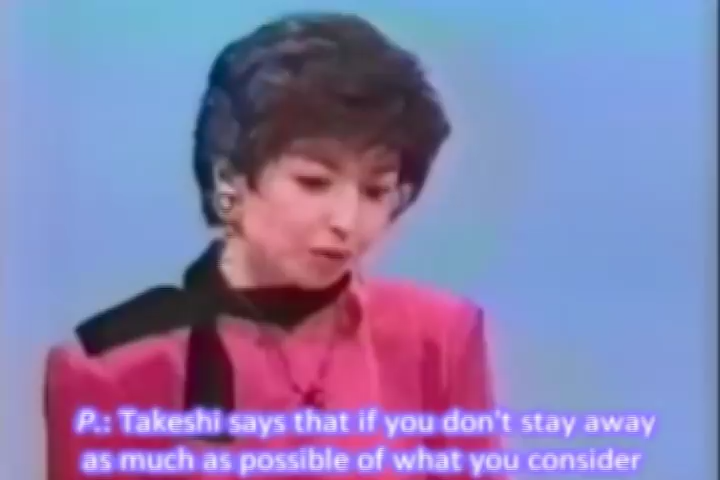 P.: Takeshi says that if you don't stay away
as much as possible of what you consider